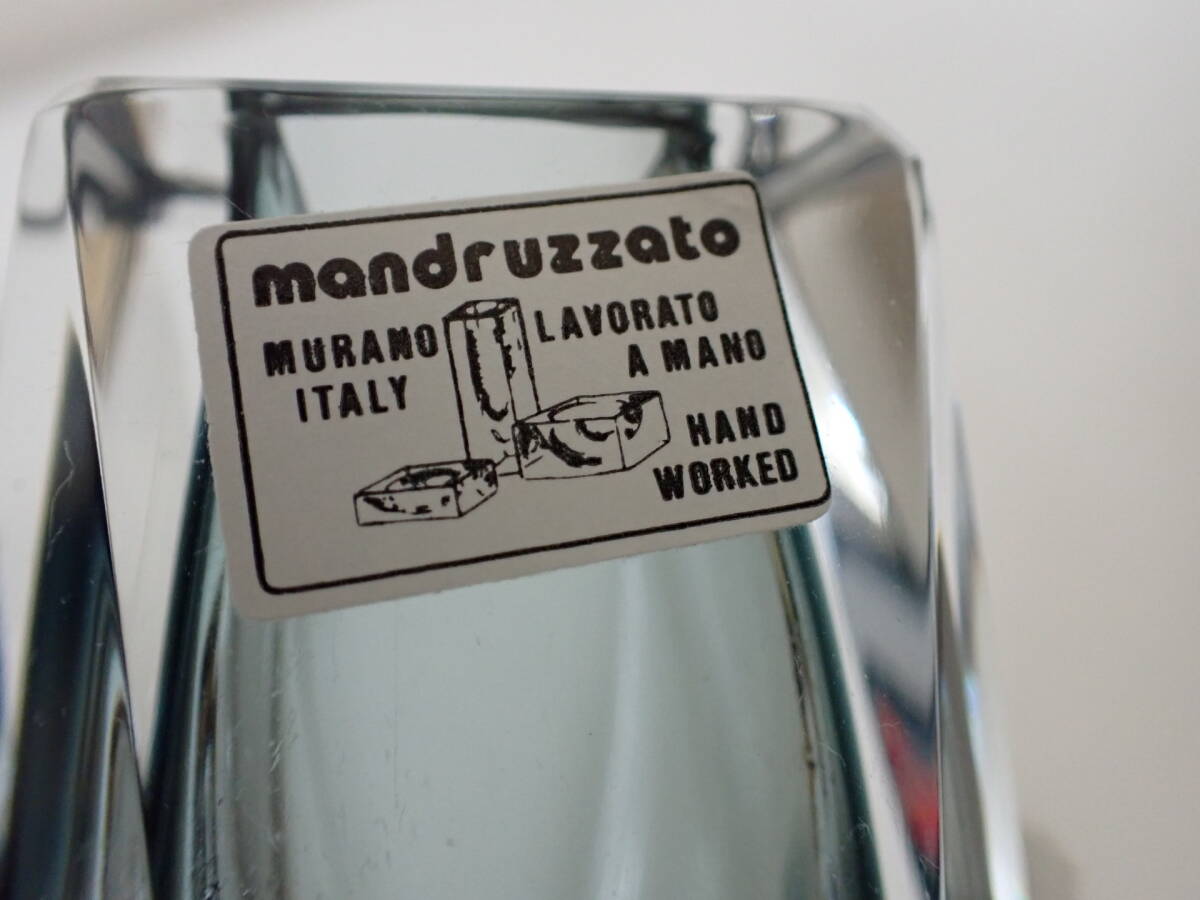 mandruzzato
MURANO
ITALY
LAVORATO
A MANO
HAND
WORKED